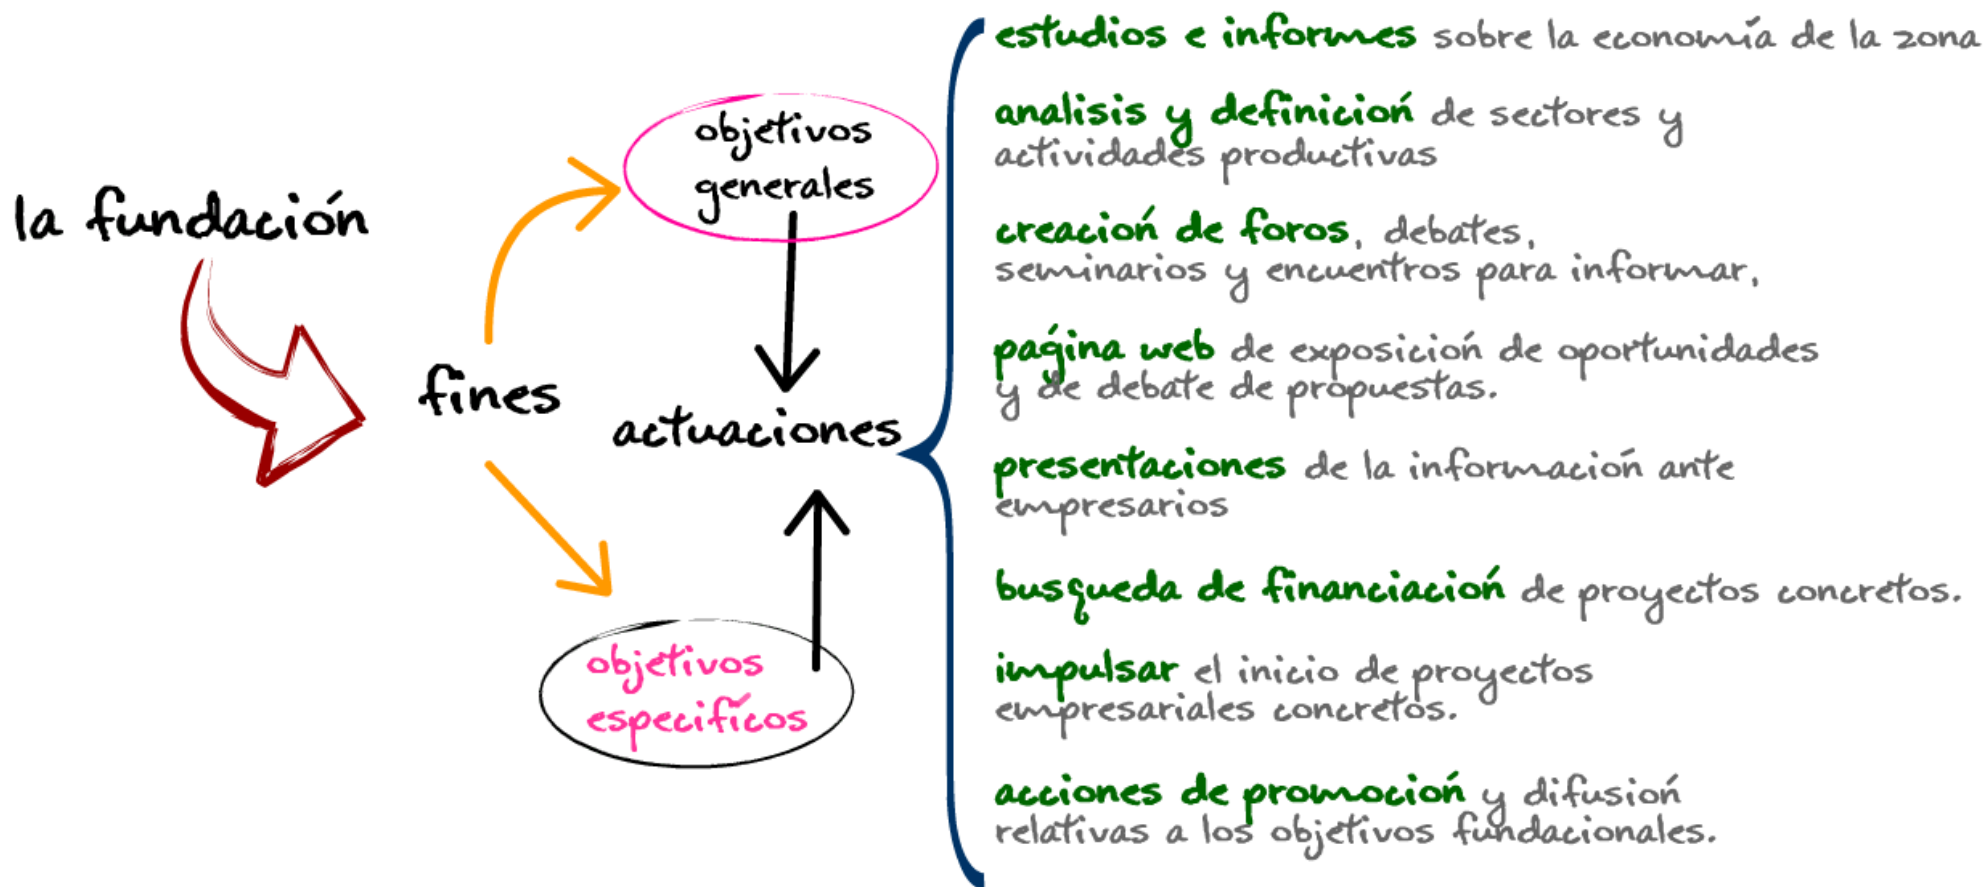 la fundación
fines
objetivos
generales
actuaciones
objetivos
específicos
estudios e informes sobre la economía de la zona
analisis y definición de sectores y
actividades productivas
creación de foros, debates,
seminarios y encuentros para informar,
página web de exposición de oportunidades
y de debate de propuestas.
presentaciones de la información ante
empresarios
busqueda de financiación de proyectos concretos.
impulsar el inicio de proyectos
empresariales concretos.
acciones de promoción y difusión
relativas a los objetivos fundacionales.